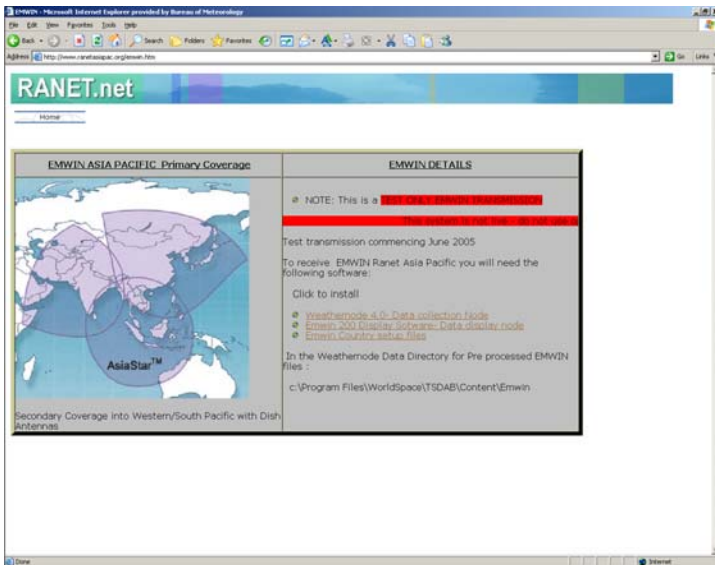 EMWIN - Microsoft Internet Explorer provided by Bureau of Meteorology
File Edit View Favorites Tools Help
Back Search Folders Favorites
Address http://www.ranetasiapac.org/emwin.htm Go Links
RANET.net
Home
EMWIN ASIA PACIFIC Primary Coverage
AsiaStar™
Secondary Coverage into Western/South Pacific with Dish
Antennas
EMWIN DETAILS
NOTE: This is a TEST ONLY EMWIN TRANSMISSION
This system is not live - do not use o
Test transmission commencing June 2005
To receive EMWIN Ranet Asia Pacific you will need the
following software:
Click to install
Weathernode 4.0- Data collection Node
Emwin 200 Display Sotware- Data display node
Emwin Country setup files
In the Weathernode Data Directory for Pre processed EMWIN
files :
c:\Program Files\WorldSpace\TSDAB\Content\Emwin
Done Internet